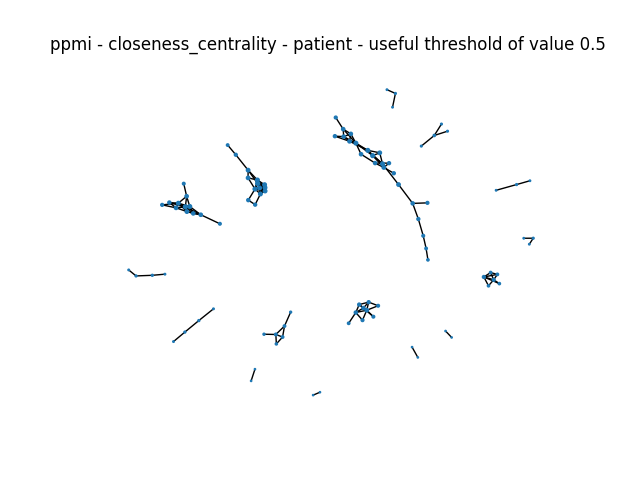 ppmi - closeness_centrality - patient - useful threshold of value 0.5